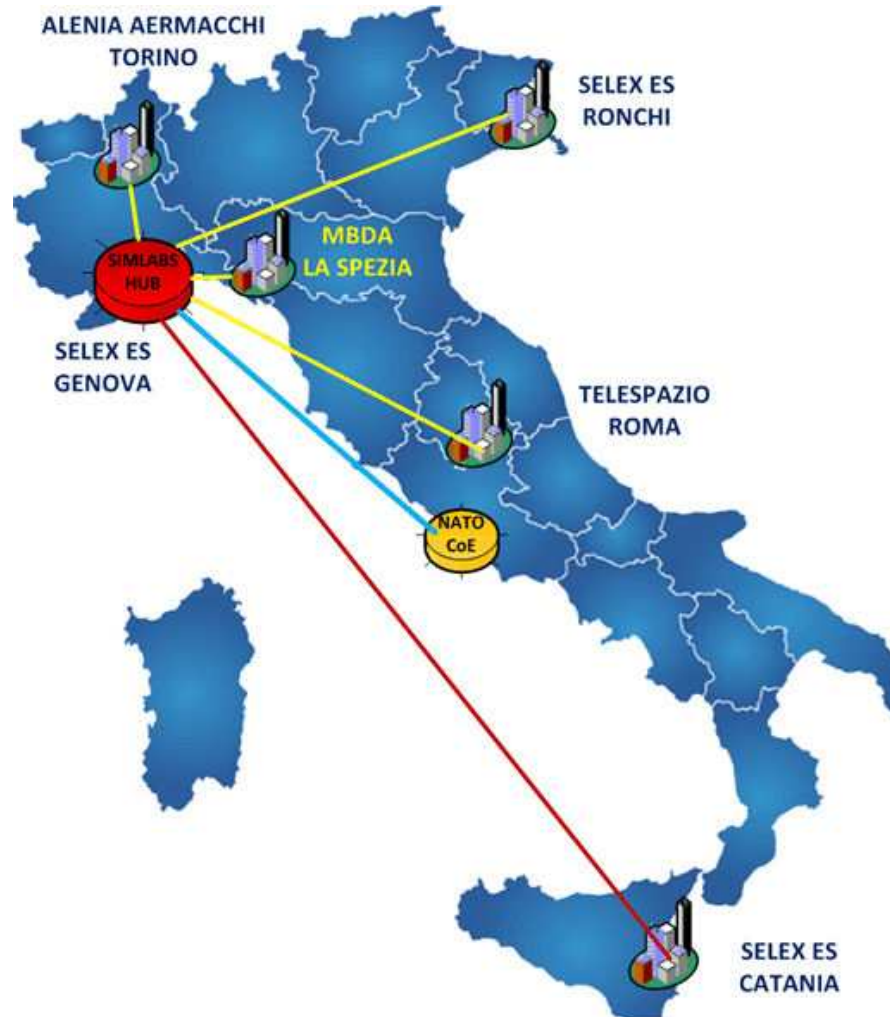 ALENIA AERMACCHI
TORINO
SELEX ES
RONCHI
MBDA
LA SPEZIA
SIMLABS
HUB
SELEX ES
GENOVA
TELESPAZIO
ROMA
NATO
CoE
SELEX ES
CATANIA